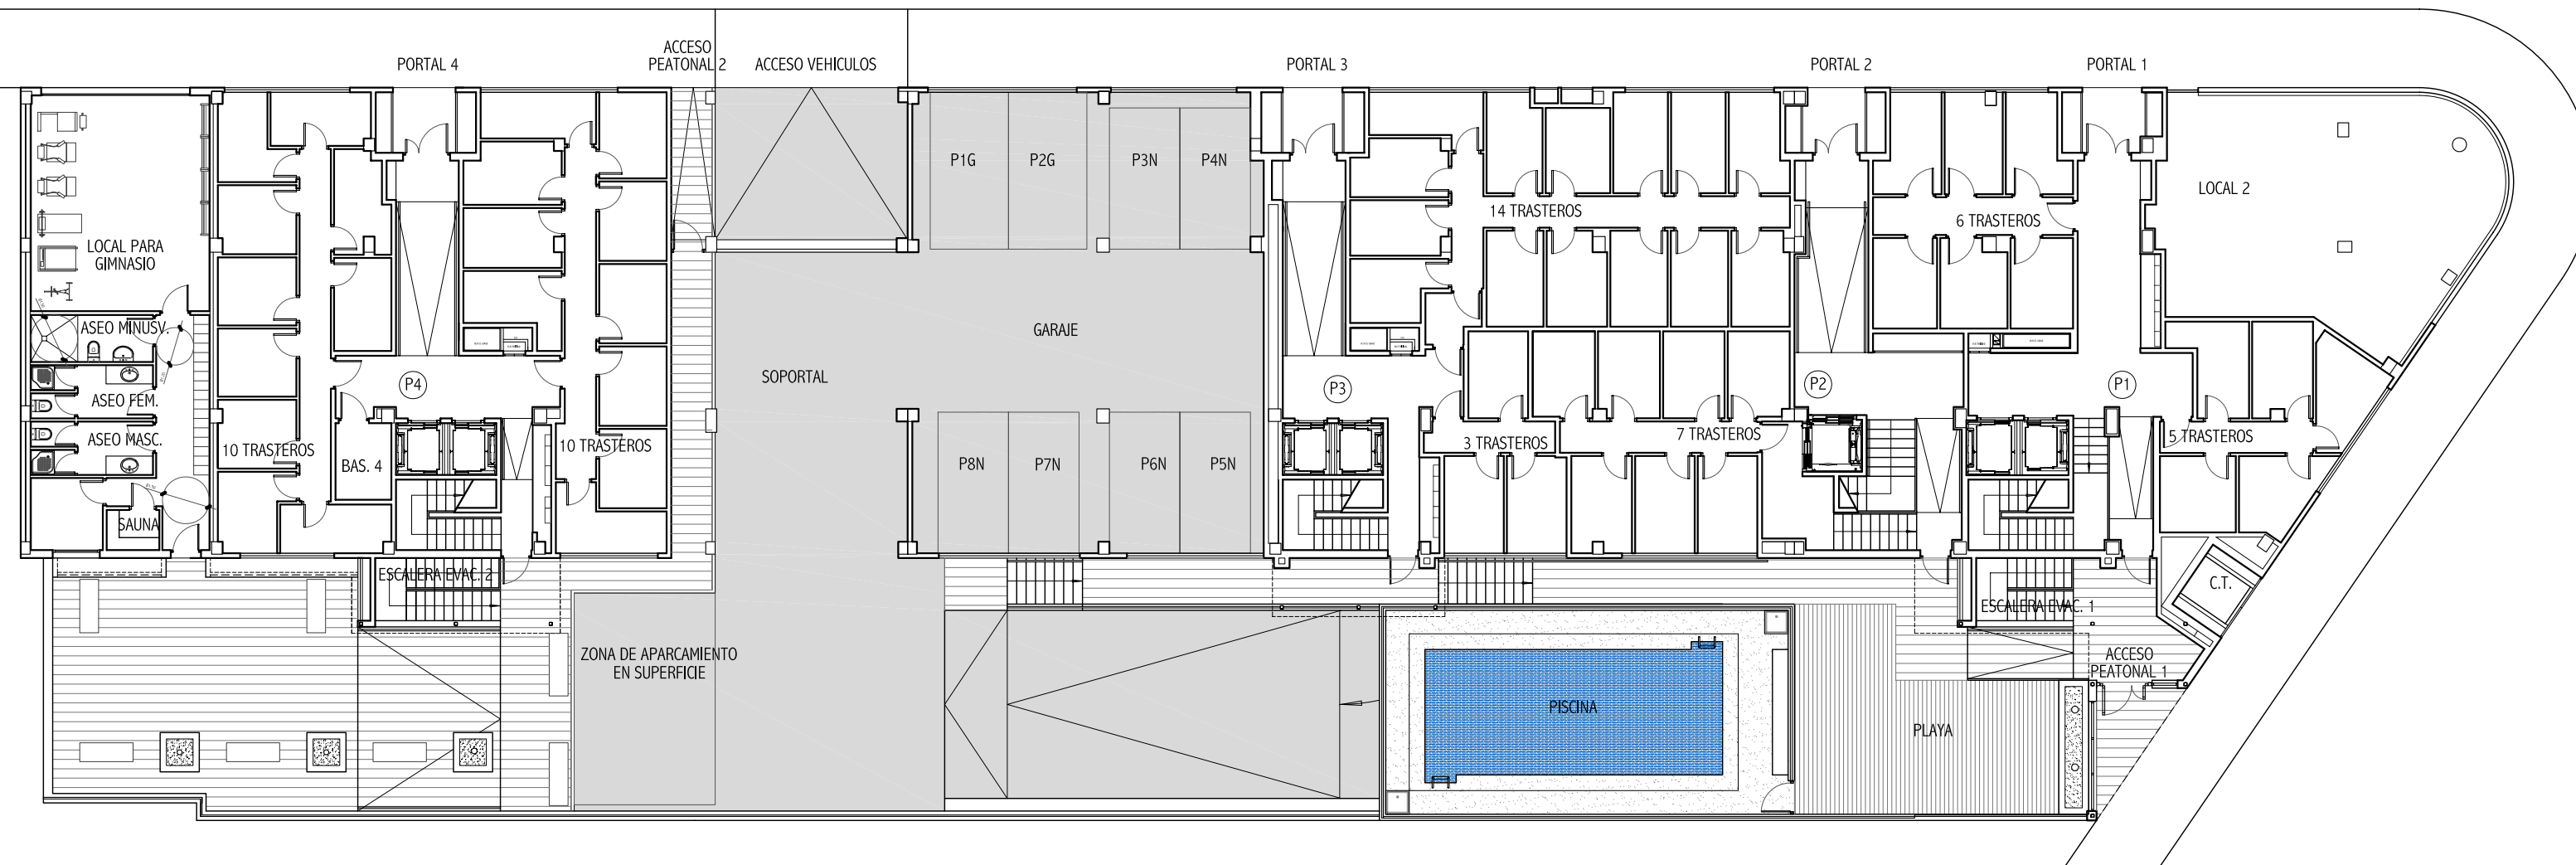 ACCESO
PEATONAL 2
PORTAL 4
ACCESO VEHICULOS
PORTAL 3
PORTAL 2
PORTAL 1
P1G
P2G
P3N
P4N
LOCAL 2
14 TRASTEROS
6 TRASTEROS
LOCAL PARA
GIMNASIO
ASEO MINUSV.
GARAJE
SOPORTAL
P4
P3
P2
P1
ASEO FEM.
ASEO MASC.
10 TRASTEROS
BAS. 4
10 TRASTEROS
3 TRASTEROS
7 TRASTEROS
5 TRASTEROS
P8N
P7N
P6N
P5N
SAUNA
ESCALERA EVAC. 2
C.T.
ESCALERA EVAC. 1
ZONA DE APARCAMIENTO
EN SUPERFICIE
ACCESO
PEATONAL 1
PISCINA
PLAYA